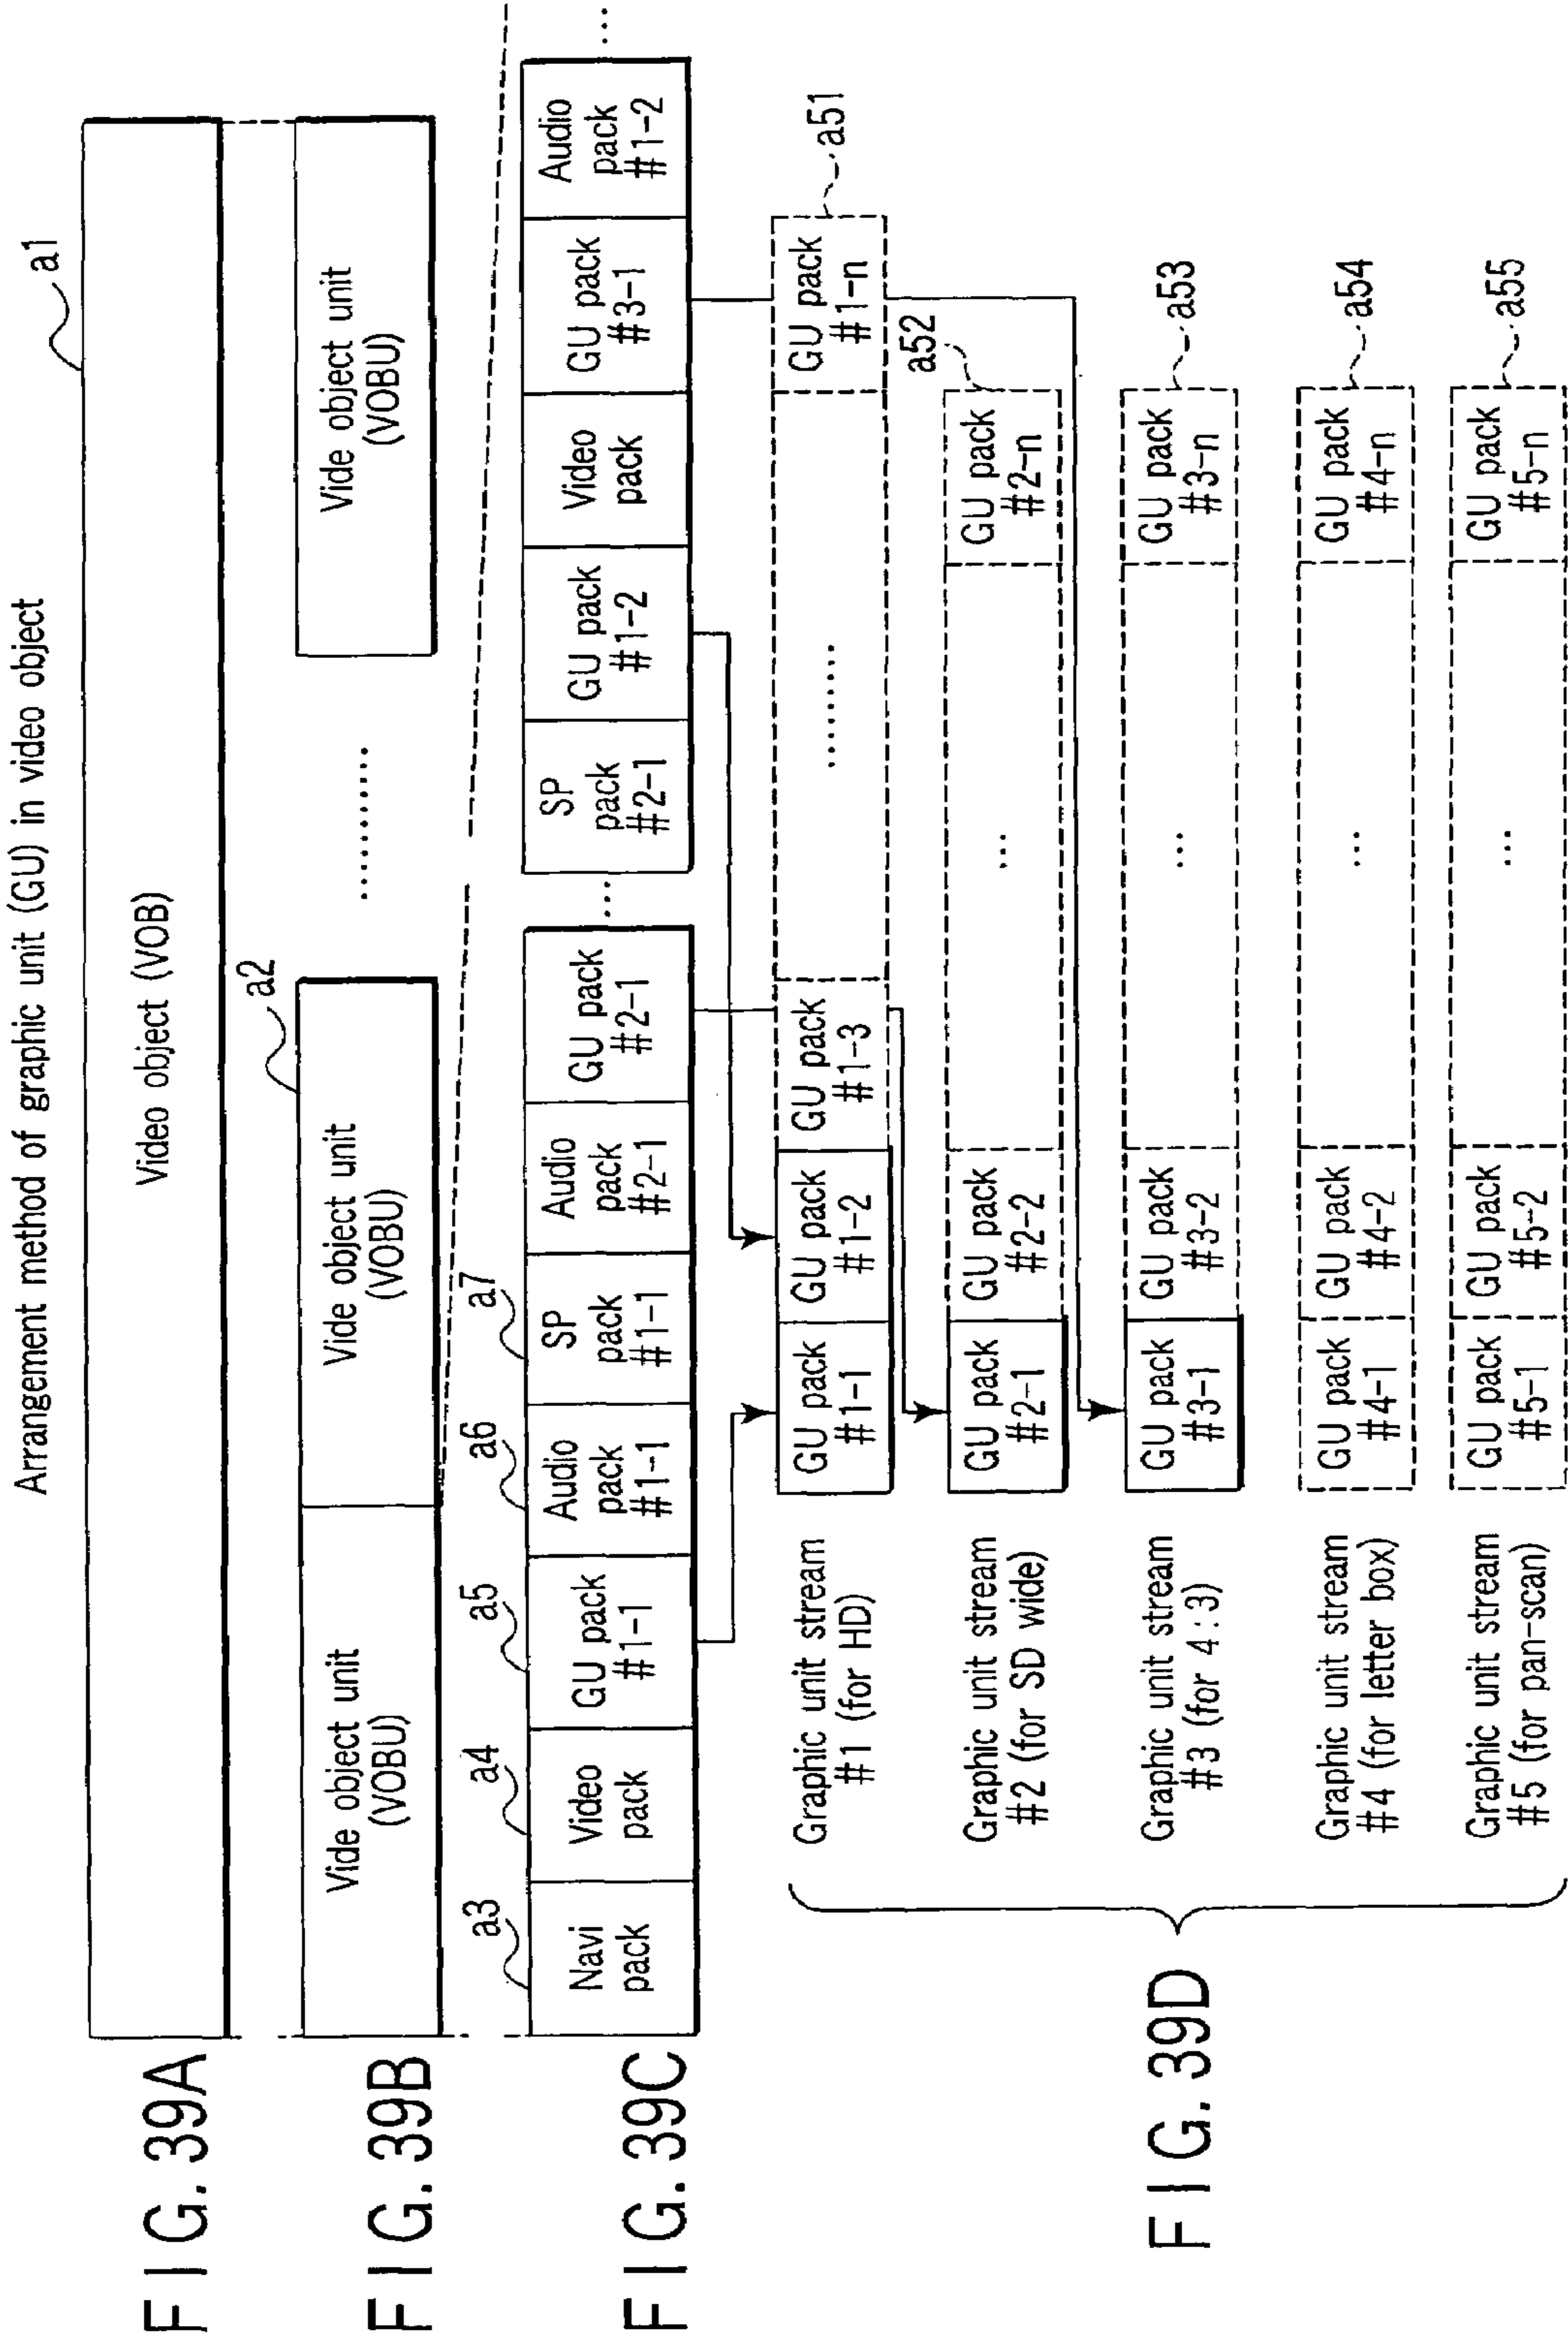 Arrangement method of graphic unit (GU) in video object
FIG. 39A
Video object (VOB)
a1
FIG. 39B
Vide object unit
(VOBU)
a2
Vide object unit
(VOBU)
...........
Vide object unit
(VOBU)
FIG. 39C
a3
Navi
pack
a4
Video
pack
a5
GU pack
#1-1
a6
Audio
pack
#1-1
a7
SP
pack
#1-1
Audio
pack
#2-1
GU pack
#2-1
...
SP
pack
#2-1
GU pack
#1-2
Video
pack
GU pack
#3-1
Audio
pack
#1-2
...
FIG. 39D
Graphic unit stream
#1 (for HD)
GU pack
#1-1
GU pack
#1-2
GU pack
#1-3
.........
GU pack
#1-n
a51
Graphic unit stream
#2 (for SD wide)
GU pack
#2-1
GU pack
#2-2
...
GU pack
#2-n
a52
Graphic unit stream
#3 (for 4:3)
GU pack
#3-1
GU pack
#3-2
...
GU pack
#3-n
a53
Graphic unit stream
#4 (for letter box)
GU pack
#4-1
GU pack
#4-2
...
GU pack
#4-n
a54
Graphic unit stream
#5 (for pan-scan)
GU pack
#5-1
GU pack
#5-2
...
GU pack
#5-n
a55